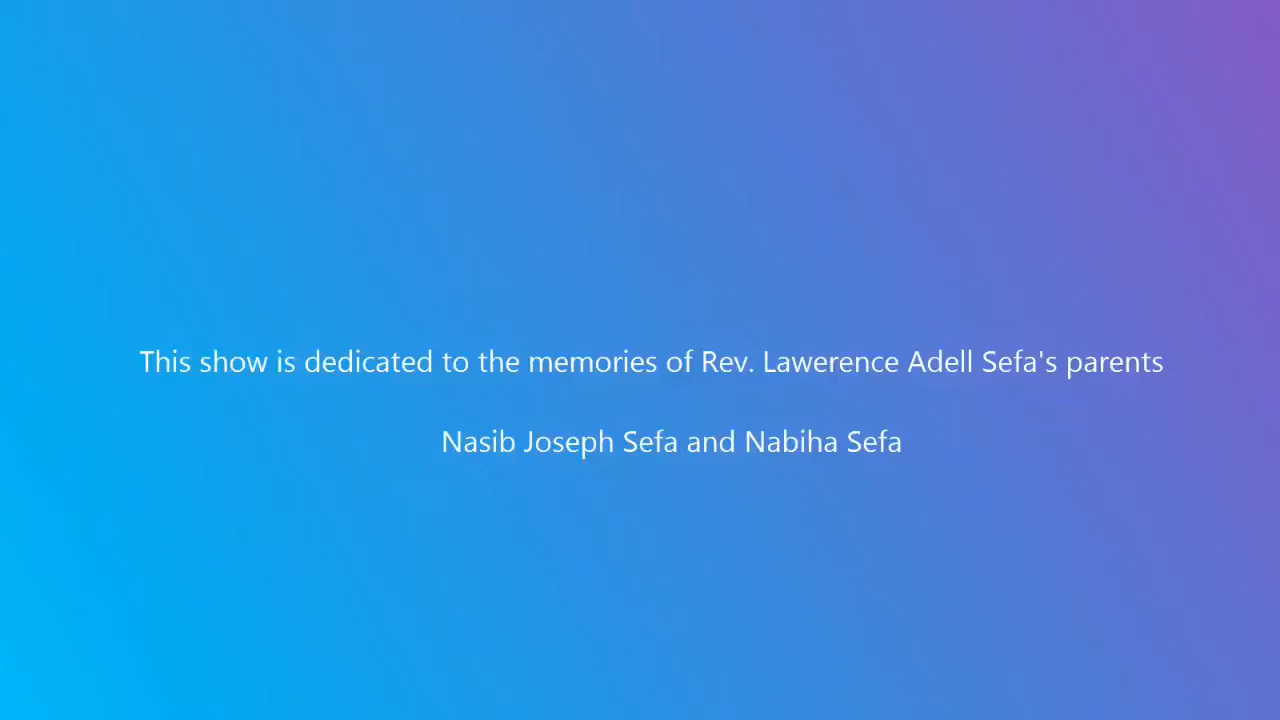 This show is dedicated to the memories of Rev. Lawerence Adell Sefa's parents
Nasib Joseph Sefa and Nabiha Sefa